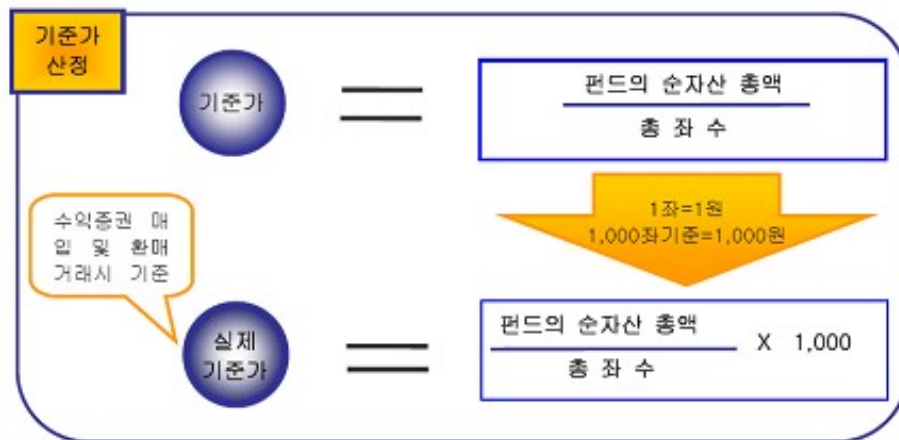 기준가
산정
기준가
펀드의 순자산 총액
총 좌 수
1좌=1원
1,000좌기준=1,000원
수익증권 매
입 및 환매
거래시 기준
실제
기준가
펀드의 순자산 총액
총 좌 수
X 1,000